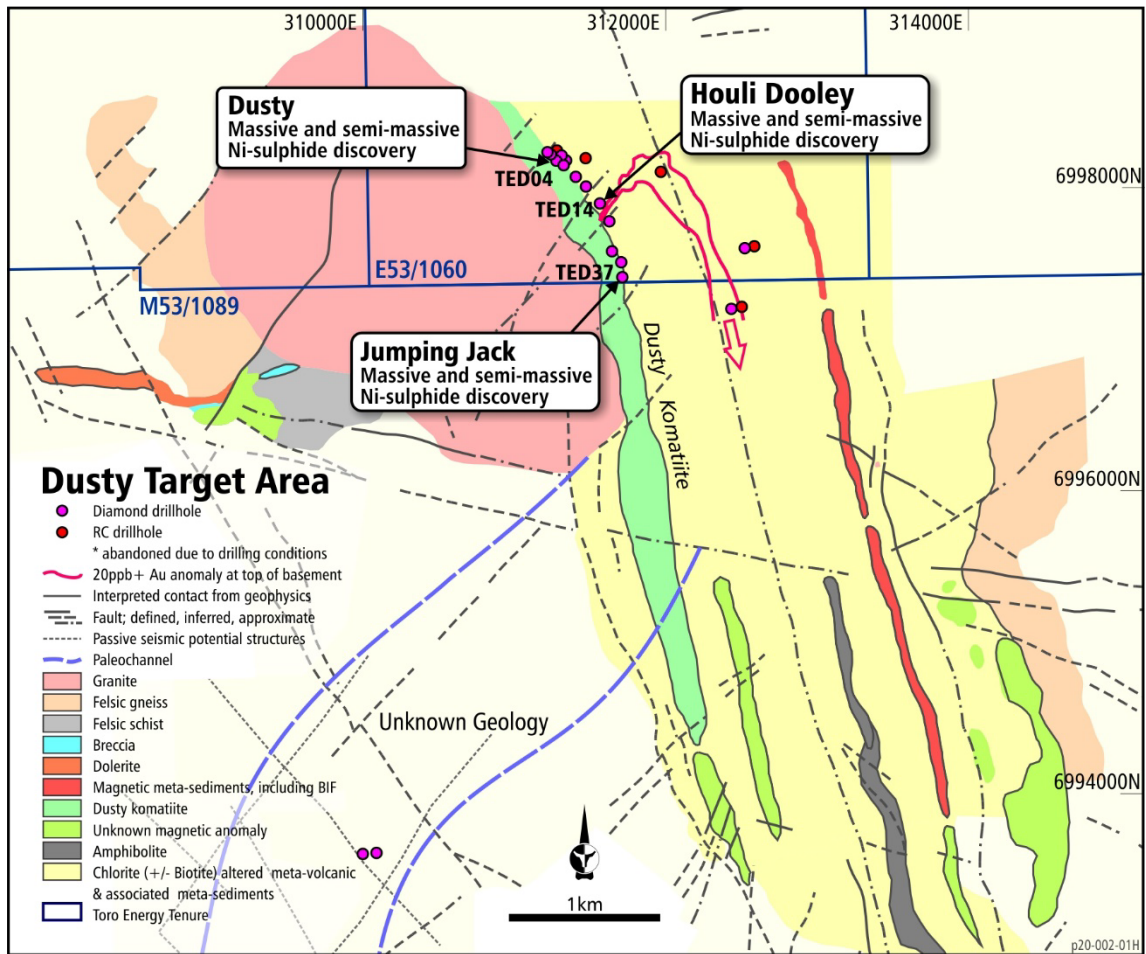 310000E
312000E
314000E
Dusty
Massive and semi-massive
Ni-sulphide discovery
Houli Dooley
Massive and semi-massive
Ni-sulphide discovery
TED04
6998000N
TED14
E53/1060
TED37
M53/1089
Jumping Jack
Massive and semi-massive
Ni-sulphide discovery
Dusty Komatiite
6996000N
Dusty Target Area
Diamond drillhole
RC drillhole
* abandoned due to drilling conditions
20ppb+ Au anomaly at top of basement
Interpreted contact from geophysics
Fault; defined, inferred, approximate
Passive seismic potential structures
Paleochannel
Granite
Felsic gneiss
Felsic schist
Breccia
Dolerite
Magnetic meta-sediments, including BIF
Dusty komatiite
Unknown magnetic anomaly
Amphibolite
Chlorite (+/- Biotite) altered meta-volcanic
& associated meta-sediments
Toro Energy Tenure
Unknown Geology
6994000N
1km
p20-002-01H